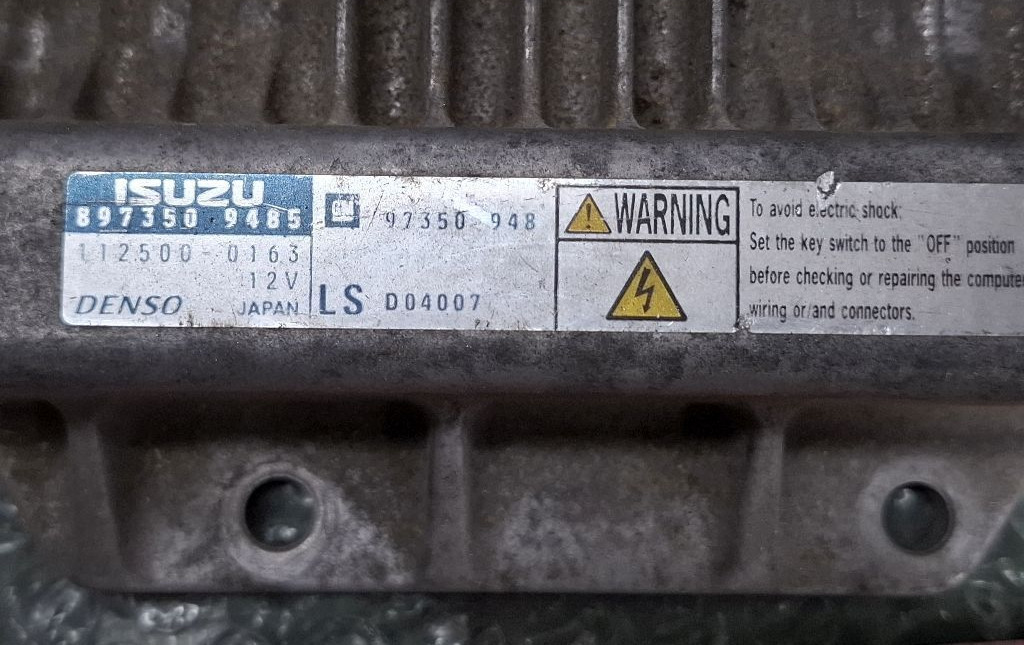 ISUZU
897350 9485
112500-0163
12V
DENSO JAPAN
GM 97350 948
LS D04007
WARNING
To avoid electric shock:
Set the key switch to the "OFF" position
before checking or repairing the computer
wiring or/and connectors.